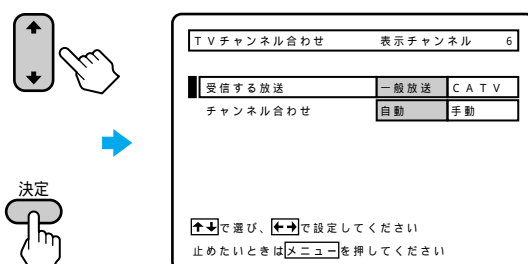 TVチャンネル合わせ 表示チャンネル 6
受信する放送 一般放送 CATV
チャンネル合わせ 自動 手動
決定
↑↓で選び、←→で設定してください
止めたいときはメニューを押してください